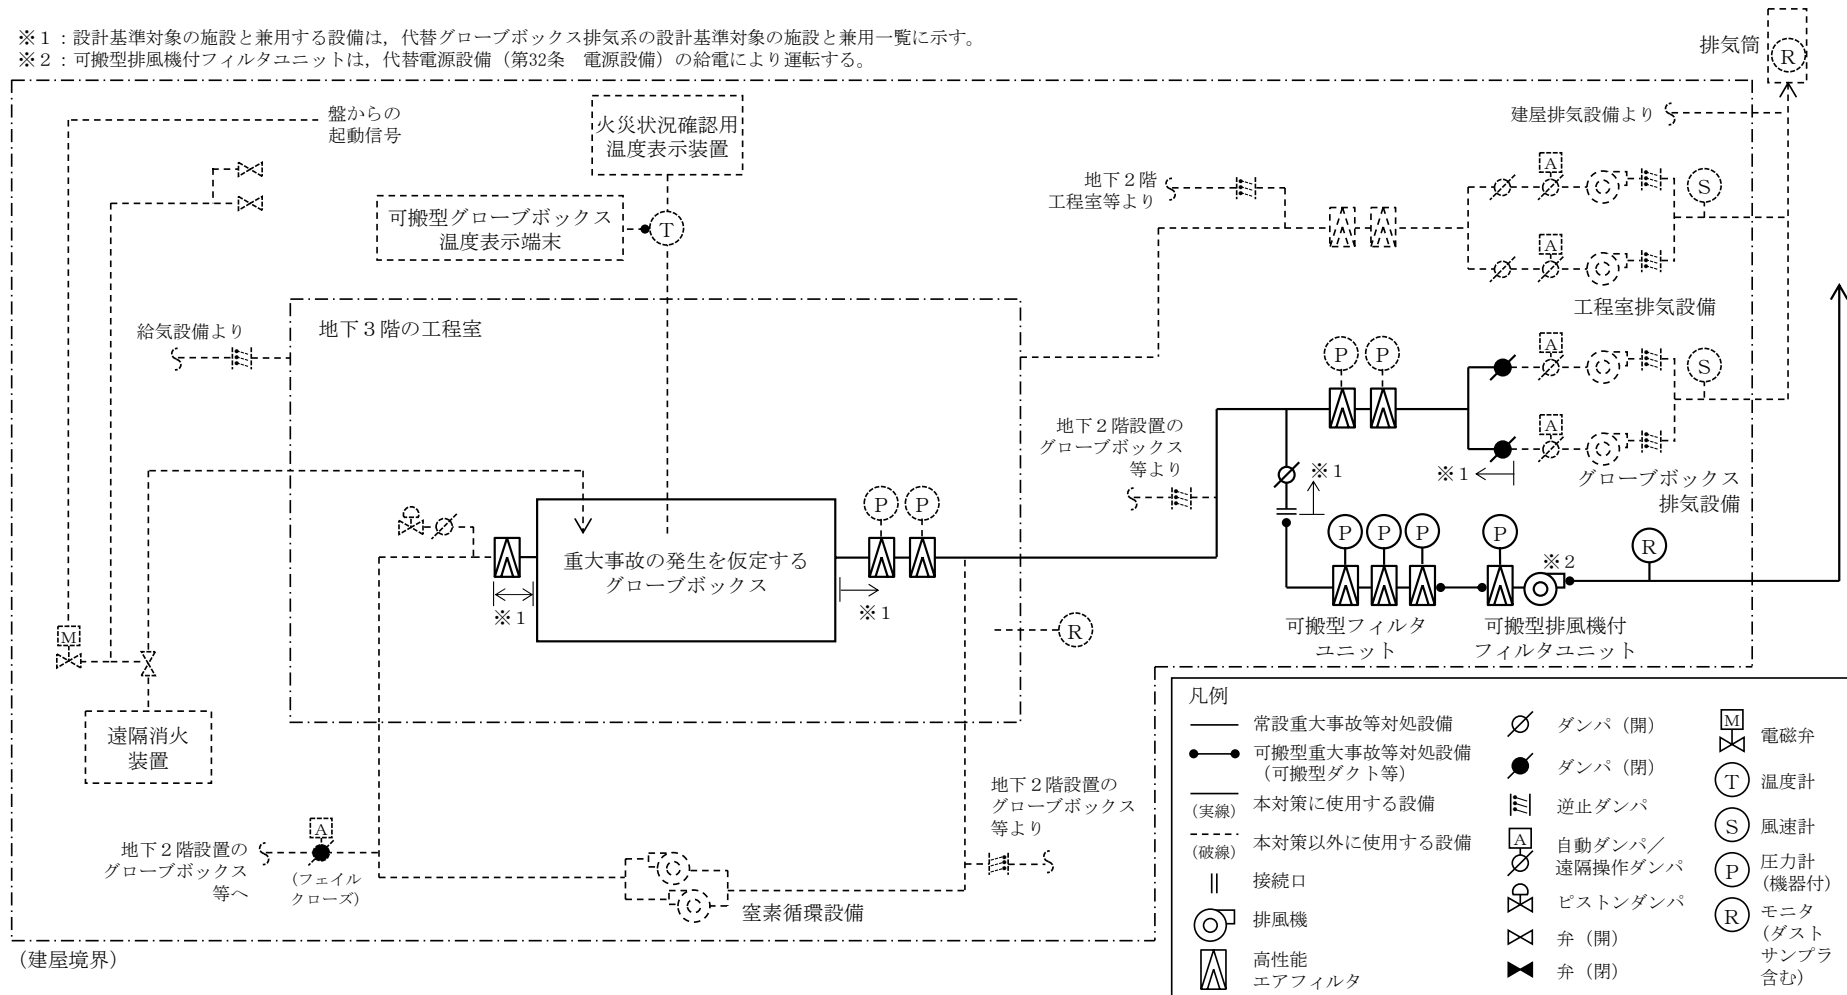 ※1:設計基準対象の施設と兼用する設備は，代替グローブボックス排気系の設計基準対象の施設と兼用一覧に示す。
※2:可搬型排風機付フィルタユニットは，代替電源設備（第32条　電源設備）の給電により運転する。
排気筒
R
盤からの
起動信号
火災状況確認用
温度表示装置
建屋排気設備より
可搬型グローブボックス
温度表示端末
T
地下２階
工程室等より
A
S
A
工程室排気設備
給気設備より
地下３階の工程室
P
P
A
S
A
地下２階設置の
グローブボックス
等より
※1
※1
グローブボックス
排気設備
P
P
重大事故の発生を仮定する
グローブボックス
※1
※1
P
P
P
P
※2
R
可搬型フィルタ
ユニット
可搬型排風機付
フィルタユニット
R
M
遠隔消火
装置
地下２階設置の
グローブボックス
等へ
A
（フェイル
クローズ）
窒素循環設備
地下２階設置の
グローブボックス
等より
（建屋境界）
凡例
常設重大事故等対処設備
可搬型重大事故等対処設備
（可搬型ダクト等）
（実線）
本対策に使用する設備
（破線）
本対策以外に使用する設備
接続口
排風機
高性能
エアフィルタ
ダンパ（開）
ダンパ（閉）
逆止ダンパ
A
自動ダンパ／
遠隔操作ダンパ
ピストンダンパ
弁（開）
弁（閉）
M
電磁弁
T
温度計
S
風速計
P
圧力計
（機器付）
R
モニタ
（ダスト
サンプラ
含む）